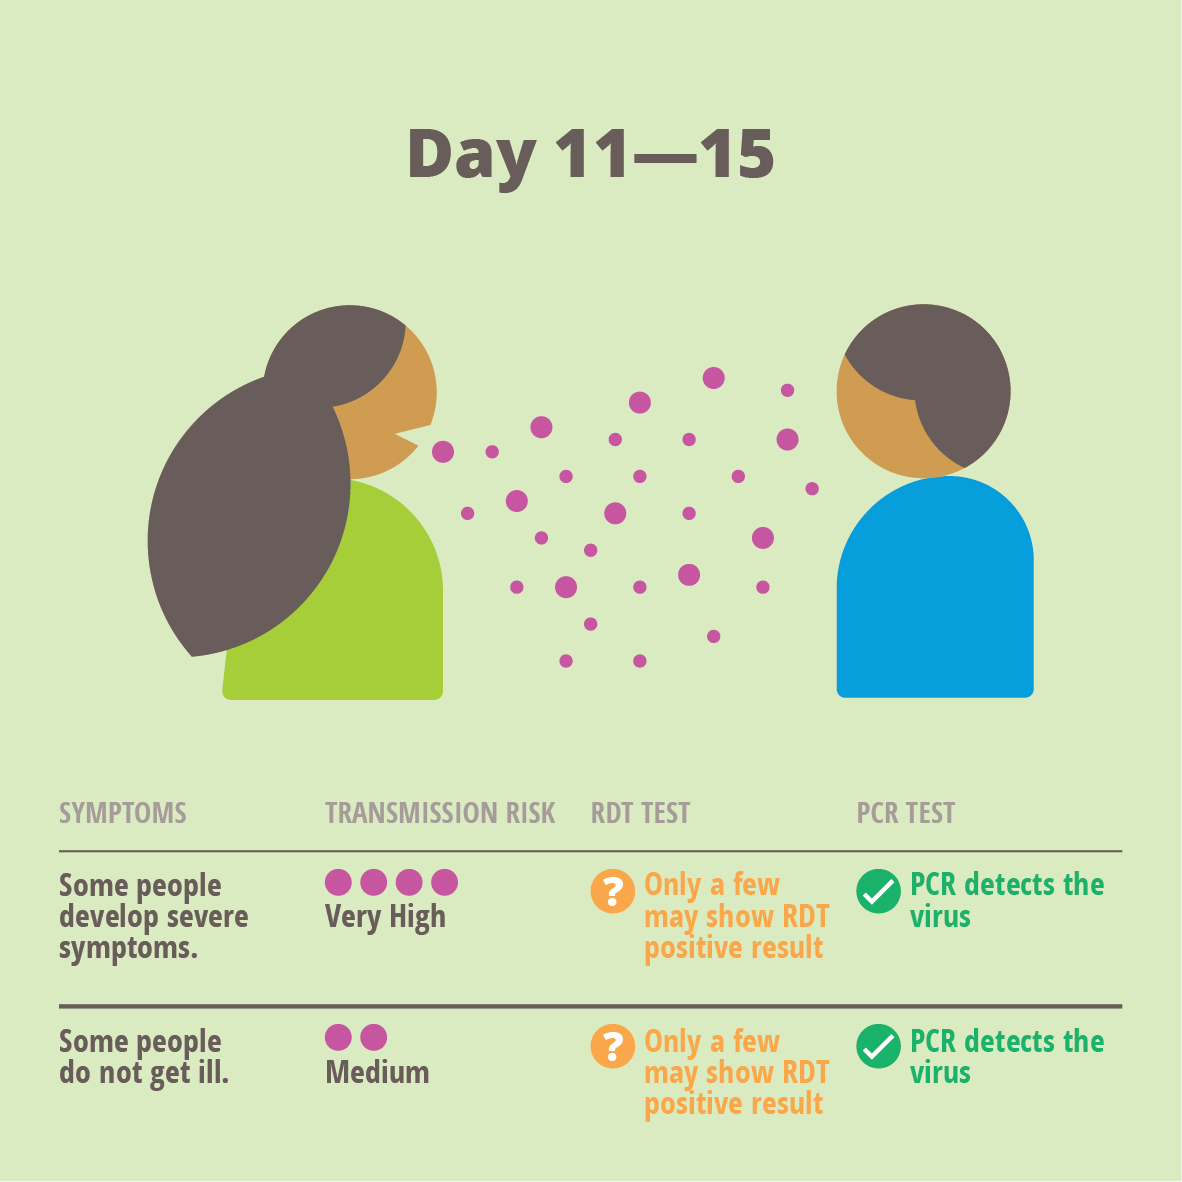 Day 11—15
SYMPTOMS
TRANSMISSION RISK
RDT TEST
PCR TEST
Some people
develop severe
symptoms.
Very High
?
Only a few
may show RDT
positive result
PCR detects the
virus
Some people
do not get ill.
Medium
?
Only a few
may show RDT
positive result
PCR detects the
virus